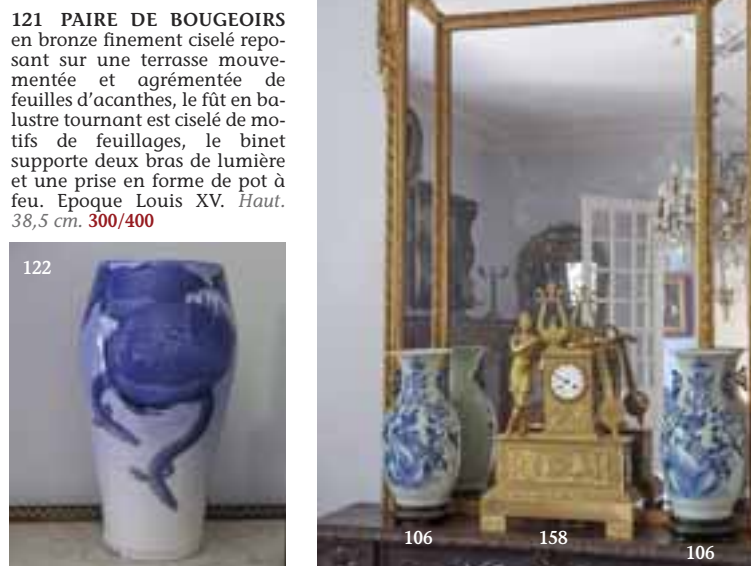 121 PAIRE DE BOUGEOIRS
en bronze finement ciselé repo-
sant sur une terrasse mouve-
mentée et agrémentée de
feuilles d'acanthes, le fût en ba-
lustre tournant est ciselé de mo-
tifs de feuillages, le binet
supporte deux bras de lumière
et une prise en forme de pot à
feu. Epoque Louis XV. Haut.
38,5 cm. 300/400
122
106
158
106